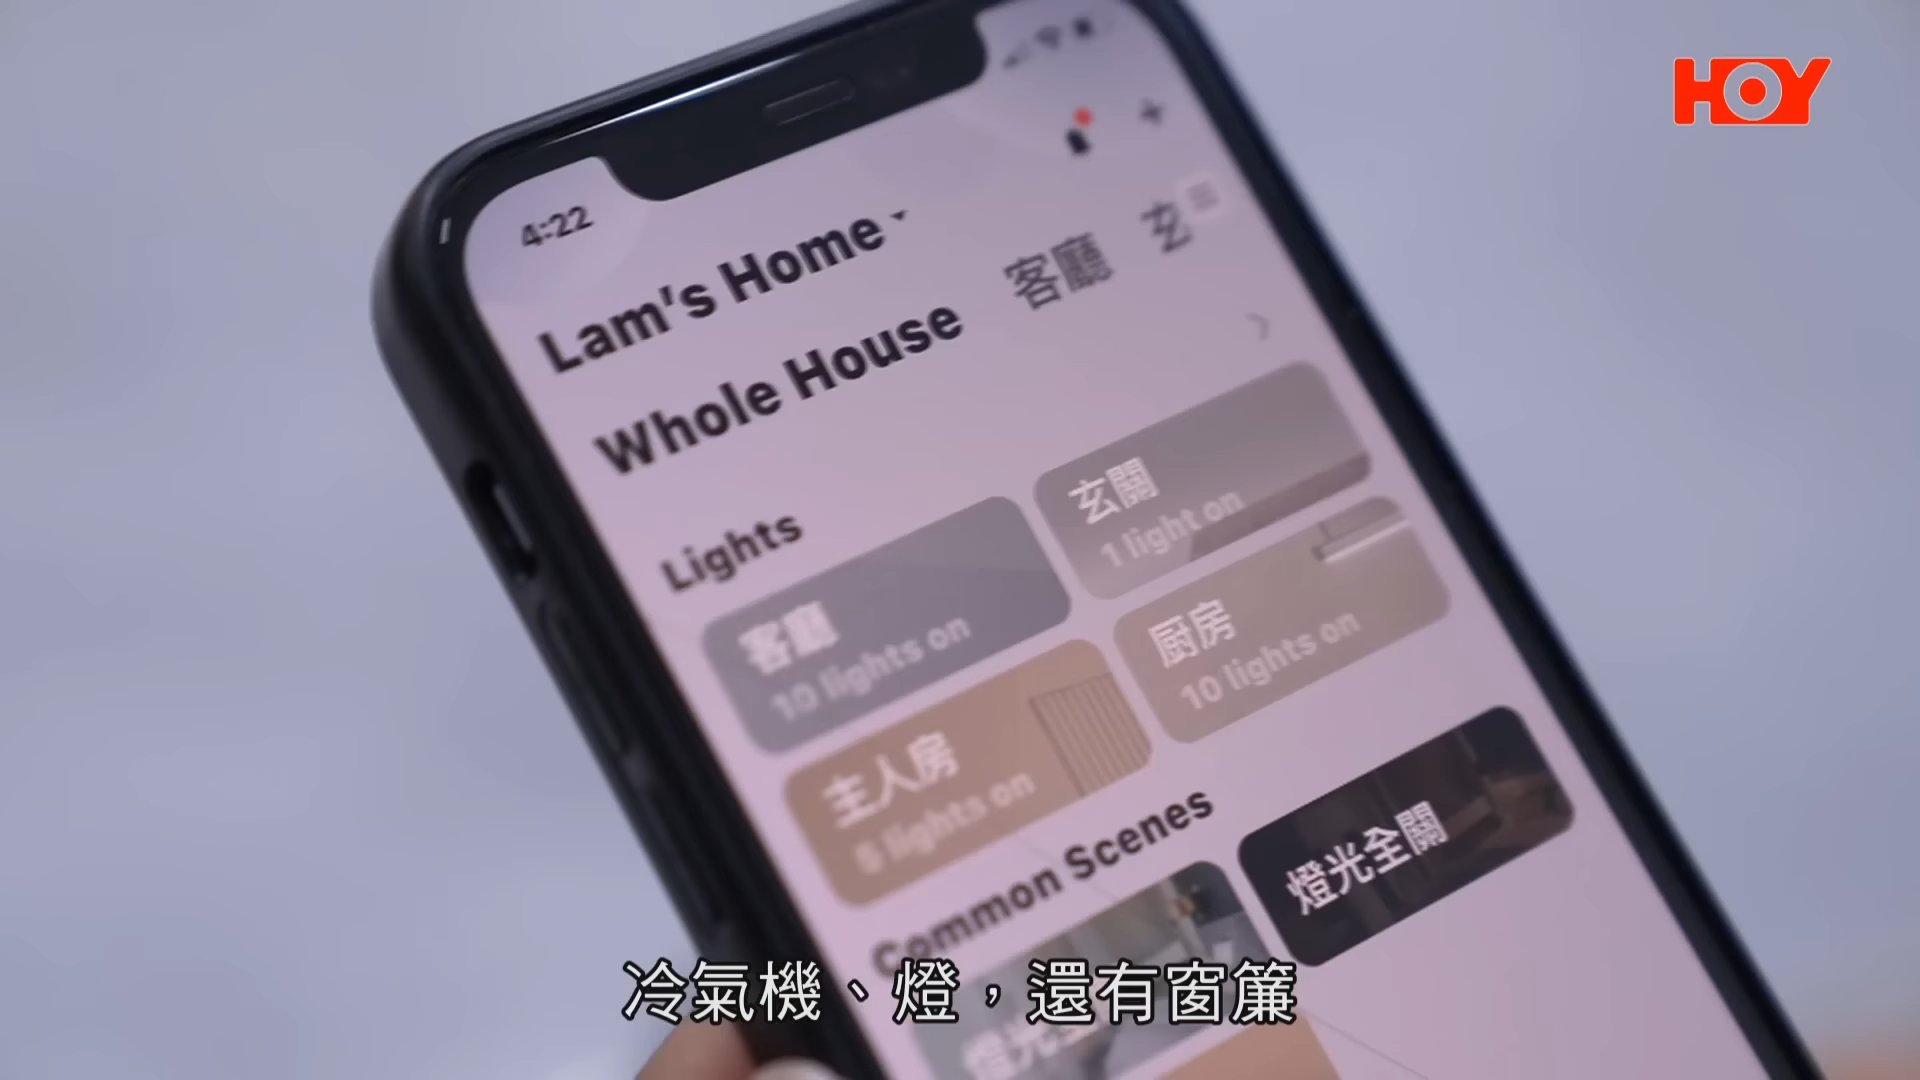 HOY
4:22
Lam's Home
Whole House 客廳 玄
Lights
客廳
10 lights on
玄關
1 light on
主人房
5 lights on
厨房
10 lights on
Common Scenes
燈光全關
冷氣機、燈，還有窗簾